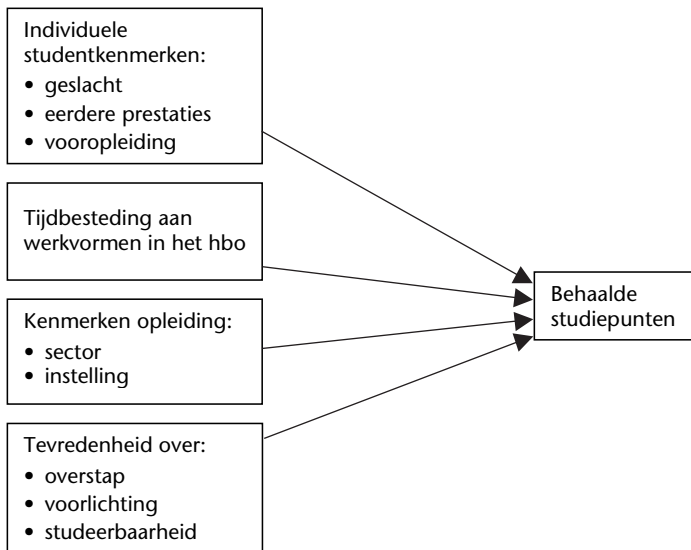 Individuele
studentkenmerken:
• geslacht
• eerdere prestaties
• vooropleiding
Tijdbesteding aan
werkvormen in het hbo
Kenmerken opleiding:
• sector
• instelling
Tevredenheid over:
• overstap
• voorlichting
• studeerbaarheid
Behaalde
studiepunten